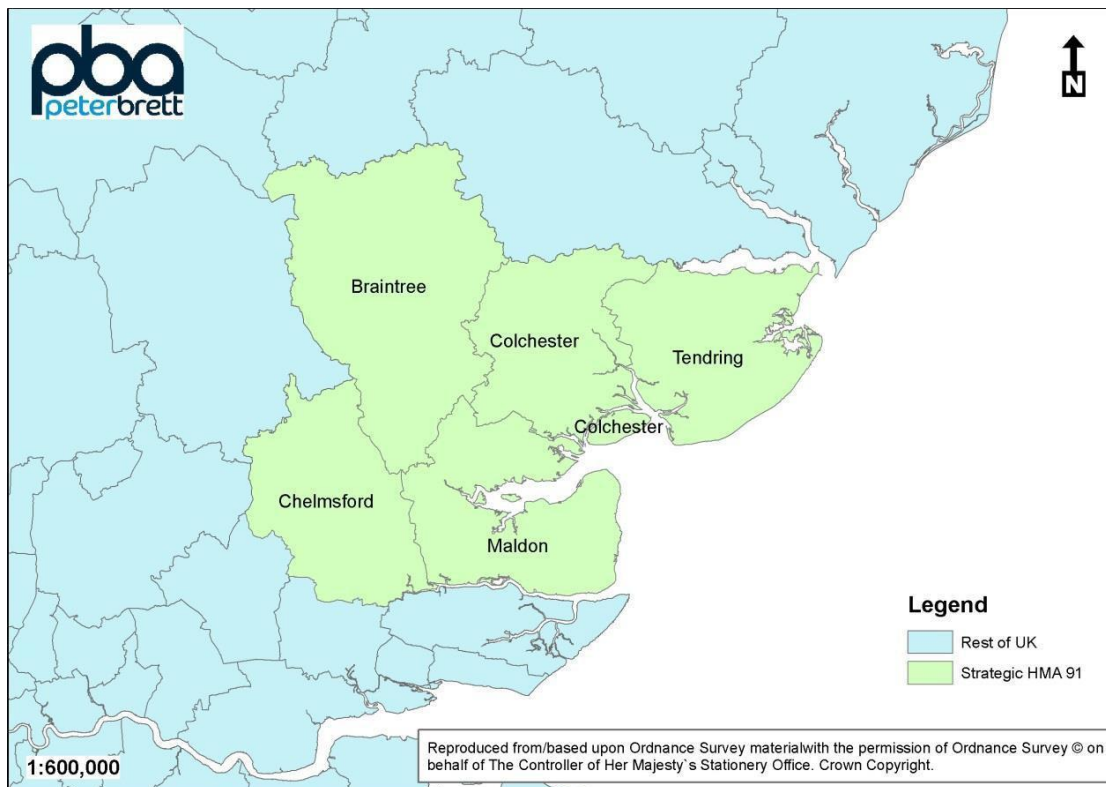 pba
peterbrett
N
Braintree
Colchester
Tendring
Colchester
Chelmsford
Maldon
Legend
Rest of UK
Strategic HMA 91
1:600,000
Reproduced from/based upon Ordnance Survey materialwith the permission of Ordnance Survey © on
behalf of The Controller of Her Majesty`s Stationery Office. Crown Copyright.